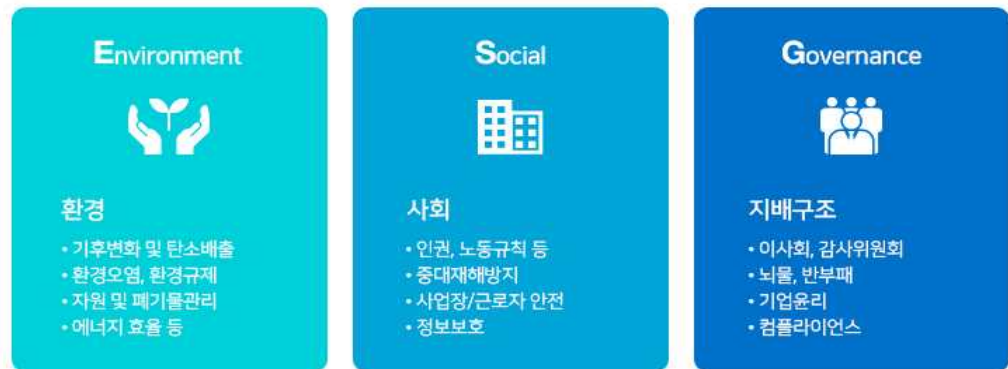 Environment
환경
• 기후변화 및 탄소배출
• 환경오염, 환경규제
• 자원 및 폐기물관리
• 에너지 효율 등
Social
사회
• 인권, 노동규칙 등
• 중대재해방지
• 사업장/근로자 안전
• 정보보호
Governance
지배구조
• 이사회, 감사위원회
• 뇌물, 반부패
• 기업윤리
• 컴플라이언스